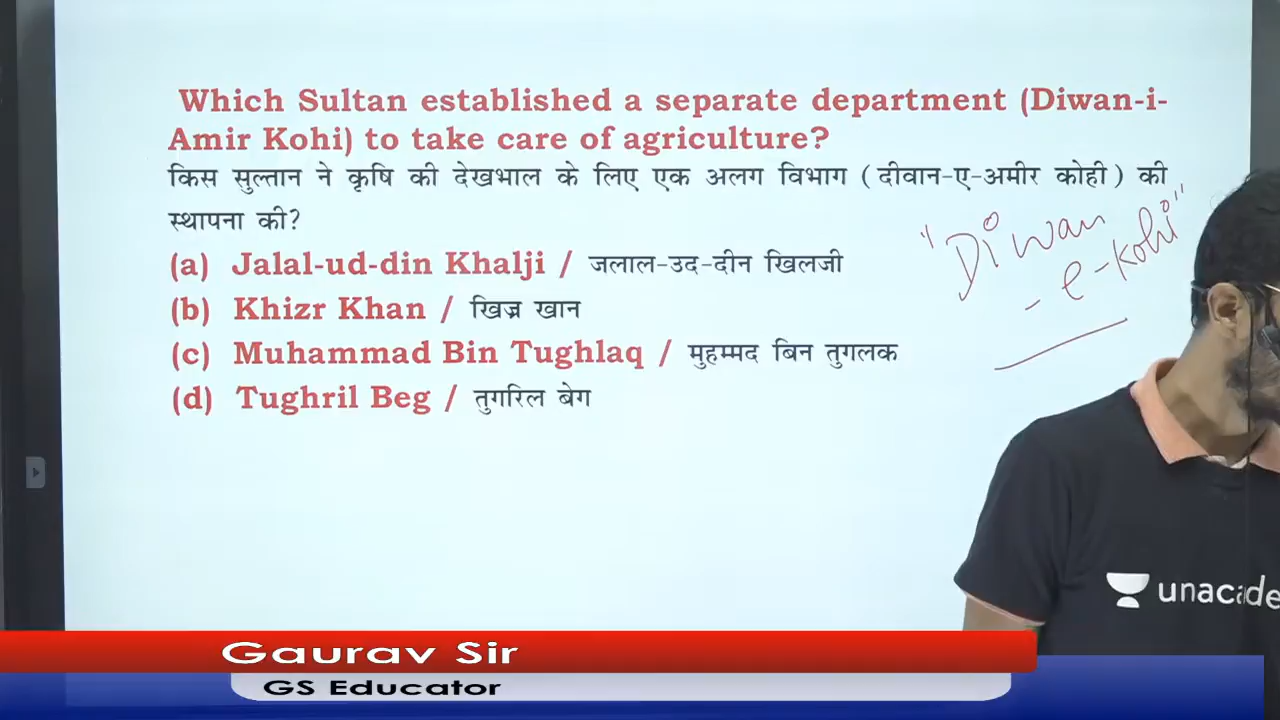 Which Sultan established a separate department (Diwan-i-
Amir Kohi) to take care of agriculture?
किस सुल्तान ने कृषि की देखभाल के लिए एक अलग विभाग (दीवान-ए-अमीर कोही) की
स्थापना की?
"Diwan
- e-kohi"
(a) Jalal-ud-din Khalji / जलाल-उद-दीन खिलजी
(b) Khizr Khan / खिज्र खान
(c) Muhammad Bin Tughlaq / मुहम्मद बिन तुगलक
(d) Tughril Beg / तुगरिल बेग
unacade
Gaurav Sir
GS Educator